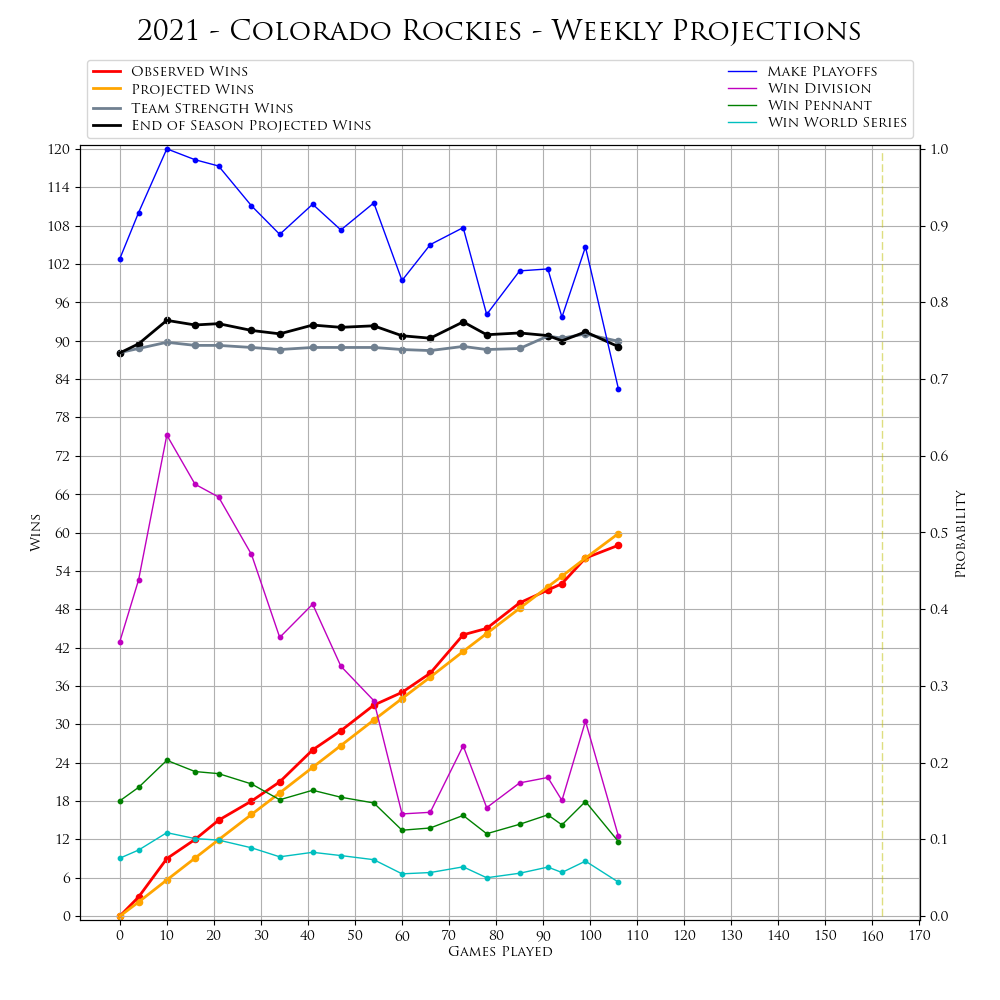 2021 - Colorado Rockies - Weekly Projections
Observed Wins
Projected Wins
Team Strength Wins
End of Season Projected Wins
Make Playoffs
Win Division
Win Pennant
Win World Series
120
114
108
102
96
90
84
78
72
66
60
54
48
42
36
30
24
18
12
6
0
Wins
1.0
0.9
0.8
0.7
0.6
0.5
0.4
0.3
0.2
0.1
0.0
Probability
0 10 20 30 40 50 60 70 80 90 100 110 120 130 140 150 160 170
Games Played